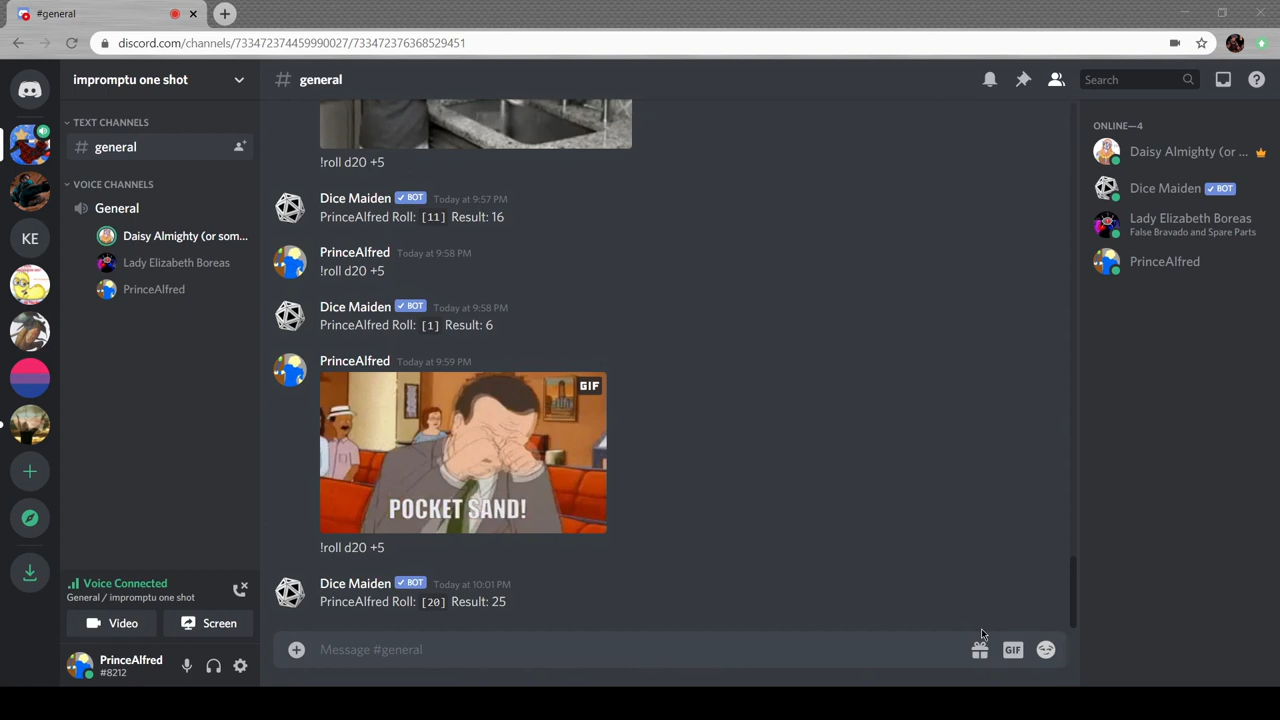 #general
discord.com/channels/733472374459990027/733472376368529451
impromptu one shot
general
Search
TEXT CHANNELS
general
VOICE CHANNELS
General
Daisy Almighty (or som...
Lady Elizabeth Boreas
PrinceAlfred
KE
!roll d20 +5
Dice Maiden BOT Today at 9:57 PM
PrinceAlfred Roll: [11] Result: 16
PrinceAlfred Today at 9:58 PM
!roll d20 +5
Dice Maiden BOT Today at 9:58 PM
PrinceAlfred Roll: [1] Result: 6
PrinceAlfred Today at 9:59 PM
GIF
POCKET SAND!
!roll d20 +5
Dice Maiden BOT Today at 10:01 PM
PrinceAlfred Roll: [20] Result: 25
Message #general
GIF
ONLINE—4
Daisy Almighty (or ...
Dice Maiden BOT
Lady Elizabeth Boreas
False Bravado and Spare Parts
PrinceAlfred
Voice Connected
General / impromptu one shot
Video
Screen
PrinceAlfred
#8212